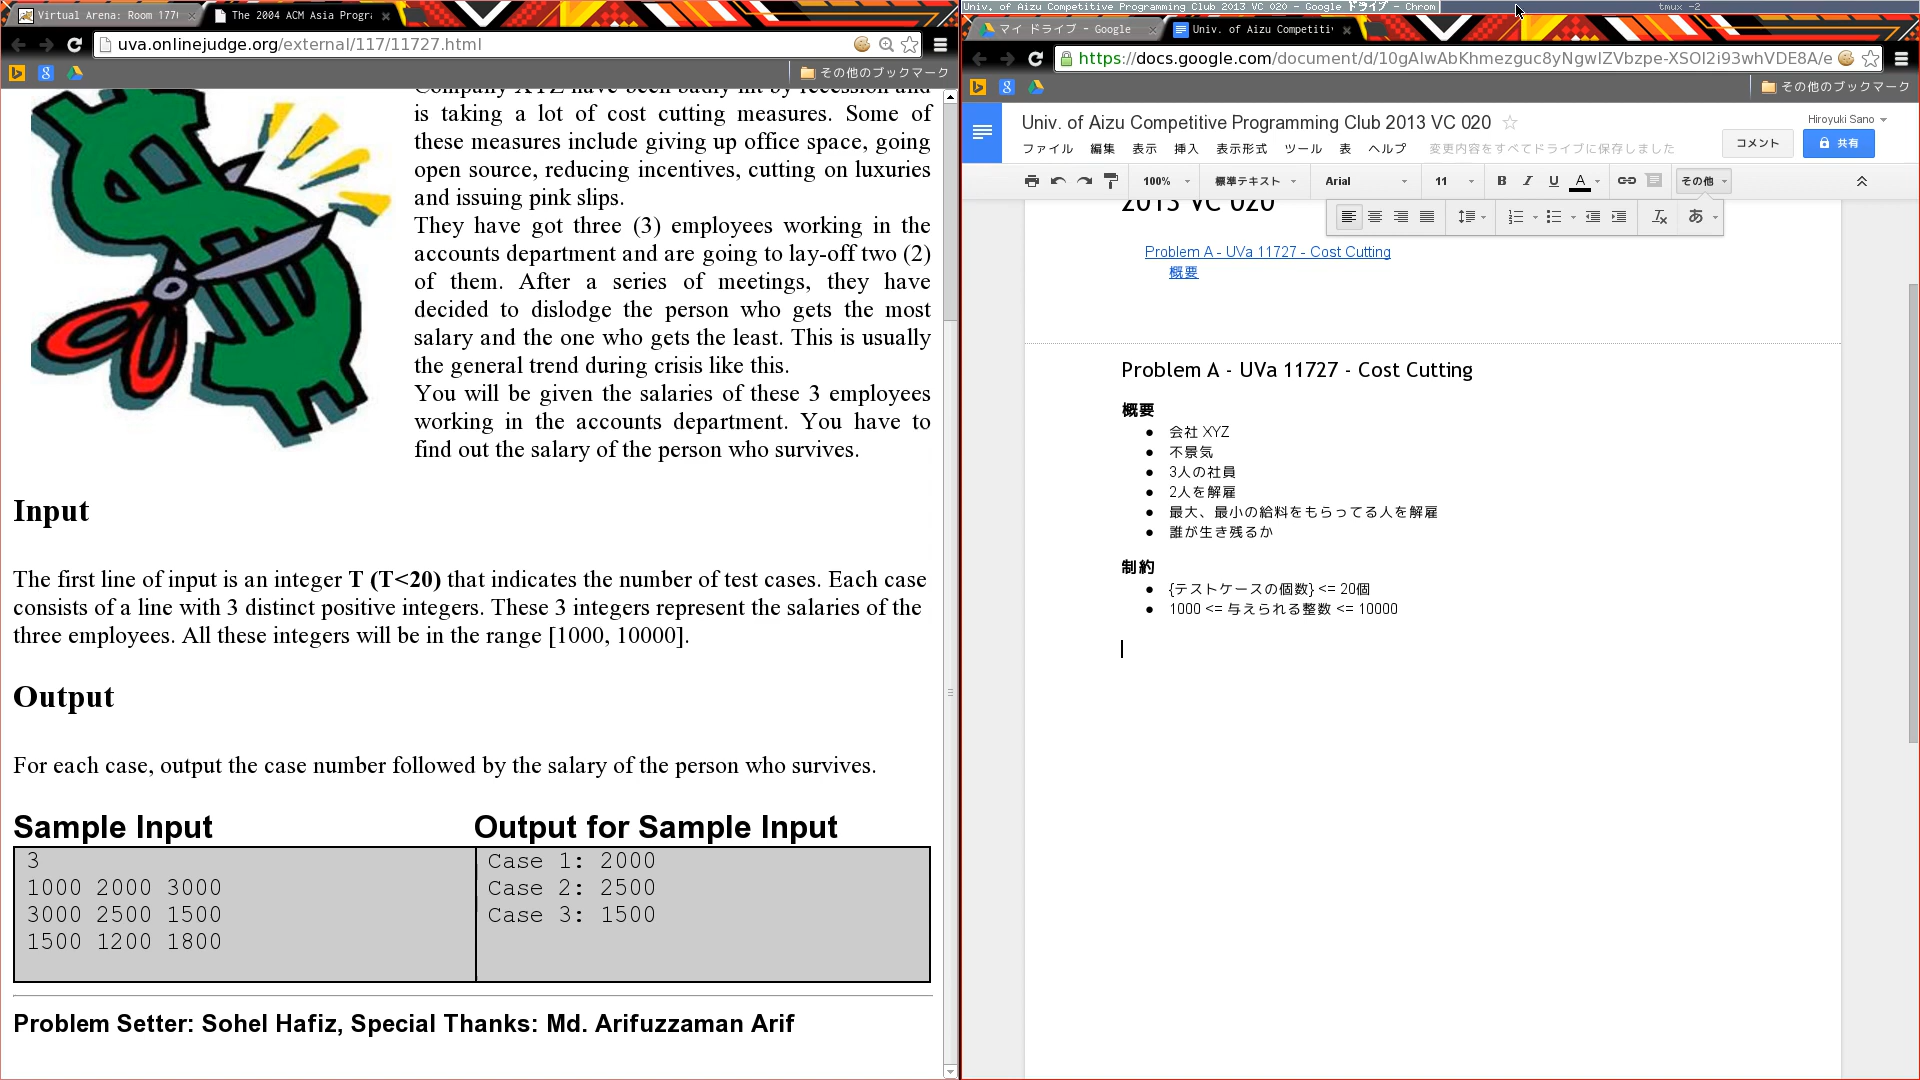 Virtual Arena: Room 177
The 2004 ACM Asia Progr
uva.onlinejudge.org/external/117/11727.html
その他のブックマーク
Company XYZ have been badly hit by recession and
is taking a lot of cost cutting measures. Some of
these measures include giving up office space, going
open source, reducing incentives, cutting on luxuries
and issuing pink slips.
They have got three (3) employees working in the
accounts department and are going to lay-off two (2)
of them. After a series of meetings, they have
decided to dislodge the person who gets the most
salary and the one who gets the least. This is usually
the general trend during crisis like this.
You will be given the salaries of these 3 employees
working in the accounts department. You have to
find out the salary of the person who survives.
Input
The first line of input is an integer T (T<20) that indicates the number of test cases. Each case
consists of a line with 3 distinct positive integers. These 3 integers represent the salaries of the
three employees. All these integers will be in the range [1000, 10000].
Output
For each case, output the case number followed by the salary of the person who survives.
Sample Input
Output for Sample Input
3
1000 2000 3000
3000 2500 1500
1500 1200 1800
Case 1: 2000
Case 2: 2500
Case 3: 1500
Problem Setter: Sohel Hafiz, Special Thanks: Md. Arifuzzaman Arif
Univ. of Aizu Competitive Programming Club 2013 VC 020 - Google ドライブ - Chrom
tmux -2
マイ ドライブ - Google
Univ. of Aizu Competiti
https://docs.google.com/document/d/10gAlwAbKhmezguc8yNgwIZVbzpe-XSOl2i93whVDE8A/e
その他のブックマーク
Univ. of Aizu Competitive Programming Club 2013 VC 020
Hiroyuki Sano
ファイル 編集 表示 挿入 表示形式 ツール 表 ヘルプ 変更内容をすべてドライブに保存しました
コメント
共有
100% 標準テキスト Arial 11 B I U A その他
あ
2013 VC 020
Problem A - UVa 11727 - Cost Cutting
概要
Problem A - UVa 11727 - Cost Cutting
概要
● 会社 XYZ
● 不景気
● 3人の社員
● 2人を解雇
● 最大、最小の給料をもらってる人を解雇
● 誰が生き残るか
制約
● {テストケースの個数} <= 20個
● 1000 <= 与えられる整数 <= 10000